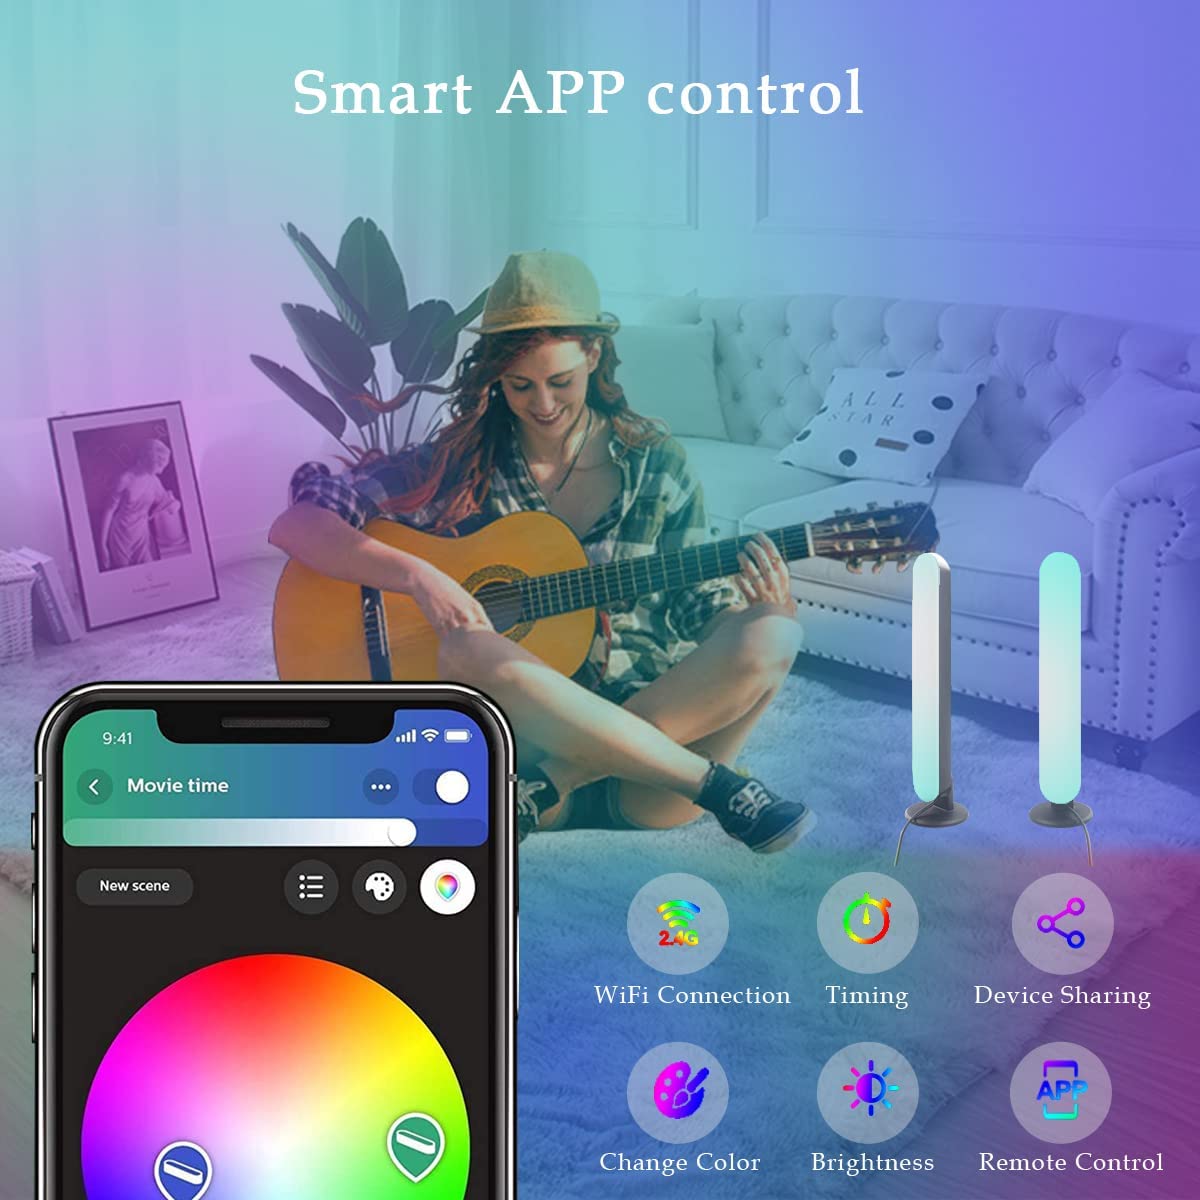 Smart APP control
ALL
STAR
9:41
Movie time
New scene
2.4G
WiFi Connection
Timing
Device Sharing
Change Color
Brightness
APP
Remote Control